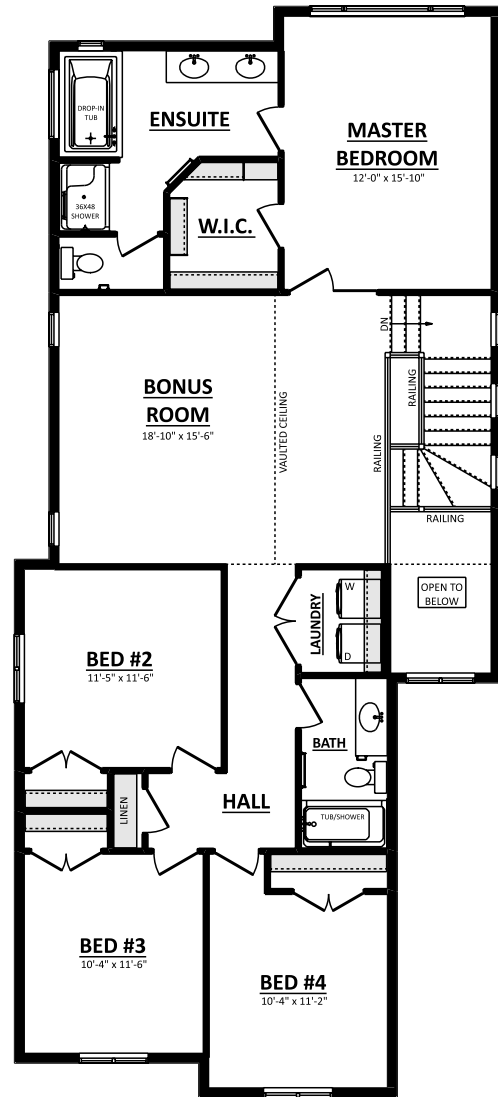 DROP-IN
TUB
ENSUITE
MASTER
BEDROOM
12'-0" x 15'-10"
36X48
SHOWER
W.I.C.
DN
BONUS
ROOM
18'-10" x 15'-6"
VAULTED CEILING
RAILING
RAILING
RAILING
OPEN TO
BELOW
LAUNDRY
W
D
BED #2
11'-5" x 11'-6"
BATH
LINEN
HALL
TUB/SHOWER
BED #3
10'-4" x 11'-6"
BED #4
10'-4" x 11'-2"